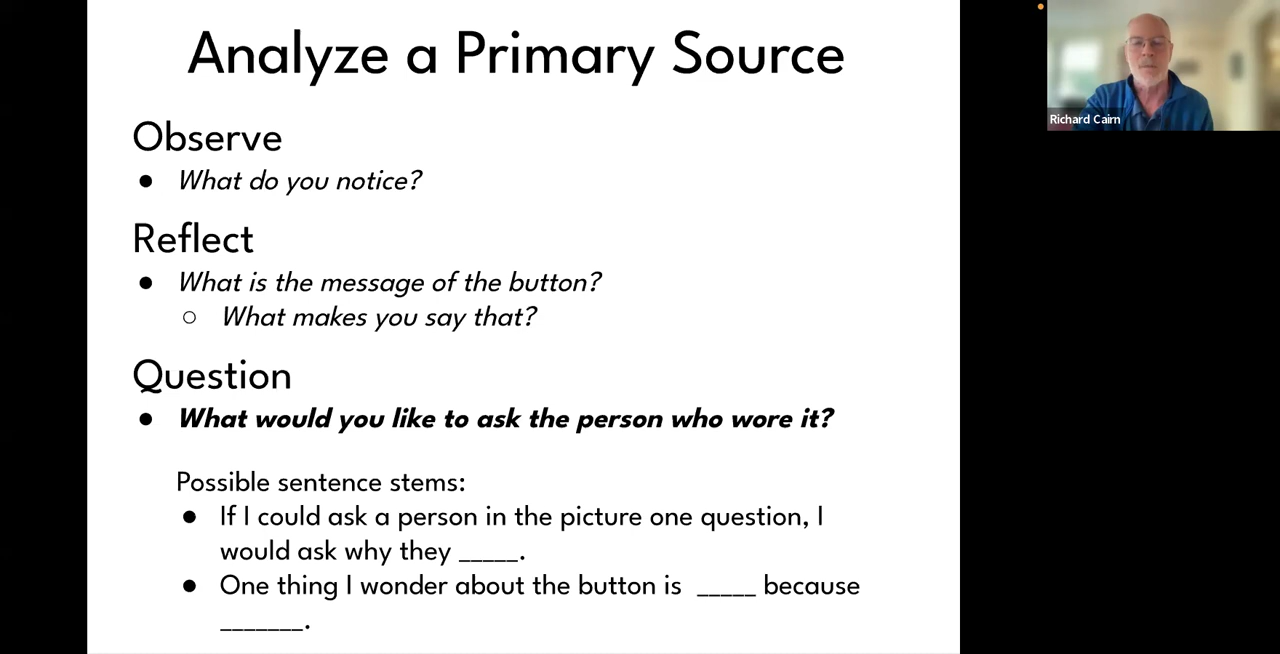 Analyze a Primary Source
Observe
● What do you notice?
Reflect
● What is the message of the button?
○ What makes you say that?
Question
● What would you like to ask the person who wore it?
Possible sentence stems:
● If I could ask a person in the picture one question, I
would ask why they _____.
● One thing I wonder about the button is _____ because
_______.
Richard Cairn